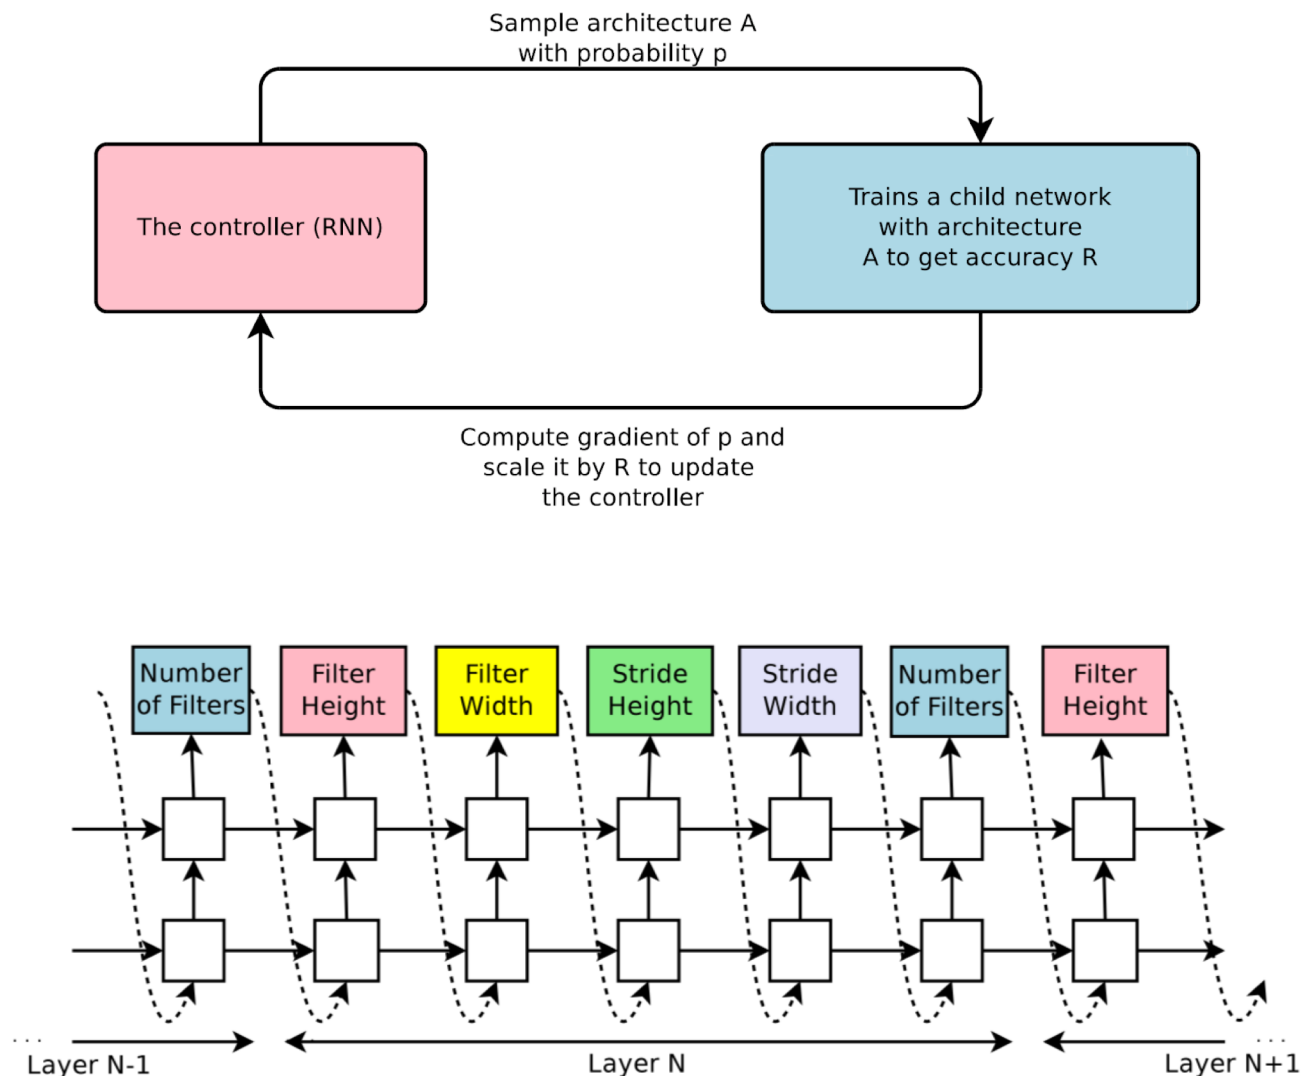 Sample architecture A
with probability p
The controller (RNN)
Trains a child network
with architecture
A to get accuracy R
Compute gradient of p and
scale it by R to update
the controller
Number
of Filters
Filter
Height
Filter
Width
Stride
Height
Stride
Width
Number
of Filters
Filter
Height
...
Layer N-1
Layer N
...
Layer N+1